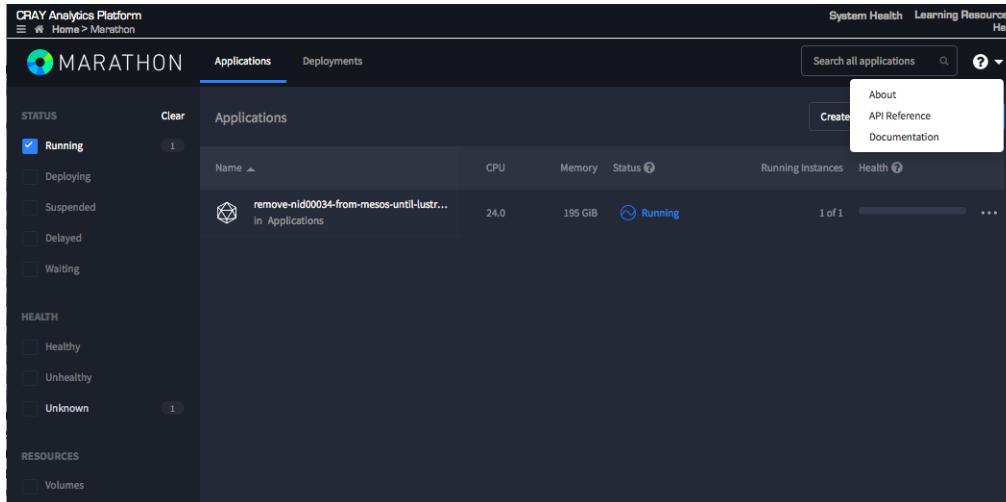 CRAY Analytics Platform
System Health Learning Resource
Home > Marathon
He
MARATHON
Applications
Deployments
Search all applications
About
API Reference
Documentation
STATUS
Clear
Applications
Create
Running 1
Deploying
Suspended
Delayed
Waiting
Name CPU Memory Status Running Instances Health
remove-nid00034-from-mesos-until-lustr...
in Applications
24.0 195 GiB Running 1 of 1
HEALTH
Healthy
Unhealthy
Unknown 1
RESOURCES
Volumes